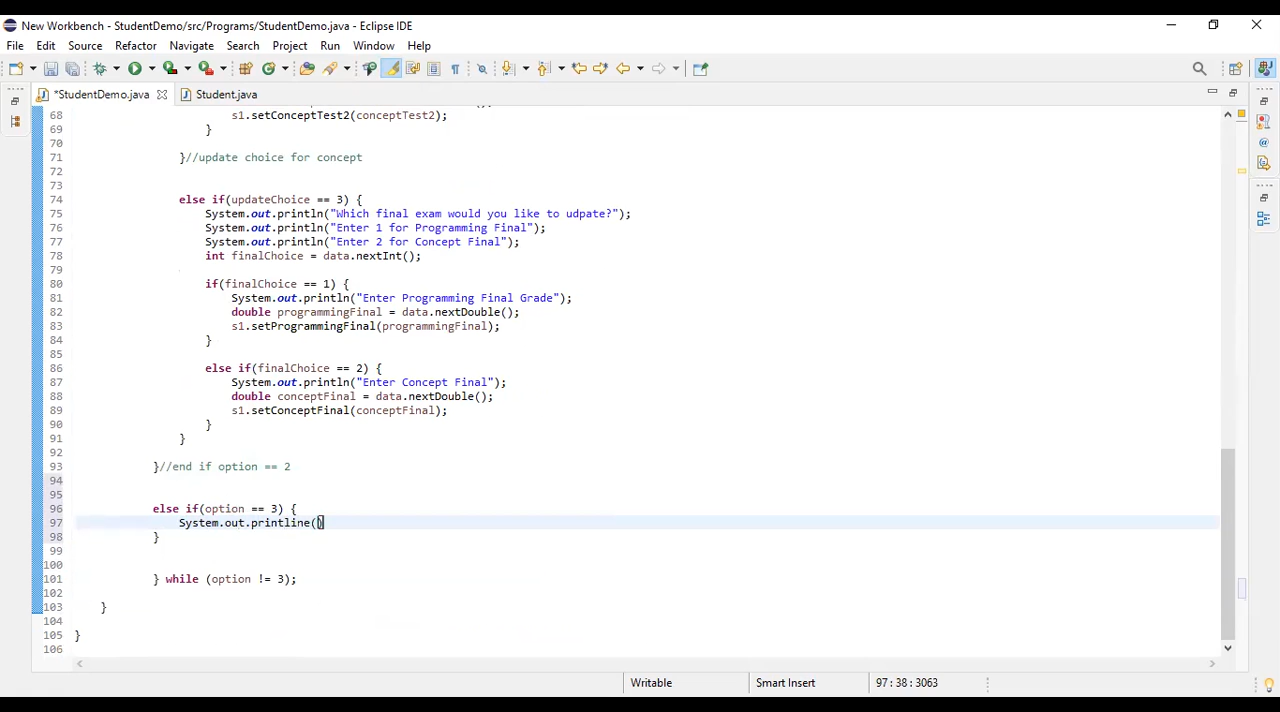 New Workbench - StudentDemo/src/Programs/StudentDemo.java - Eclipse IDE
File Edit Source Refactor Navigate Search Project Run Window Help
*StudentDemo.java Student.java
68 s1.setConceptTest2(conceptTest2);
69 }
70
71 }//update choice for concept
72
73
74 else if(updateChoice == 3) {
75 System.out.println("Which final exam would you like to udpate?");
76 System.out.println("Enter 1 for Programming Final");
77 System.out.println("Enter 2 for Concept Final");
78 int finalChoice = data.nextInt();
79
80 if(finalChoice == 1) {
81 System.out.println("Enter Programming Final Grade");
82 double programmingFinal = data.nextDouble();
83 s1.setProgrammingFinal(programmingFinal);
84 }
85
86 else if(finalChoice == 2) {
87 System.out.println("Enter Concept Final");
88 double conceptFinal = data.nextDouble();
89 s1.setConceptFinal(conceptFinal);
90 }
91 }
92
93 }//end if option == 2
94
95
96 else if(option == 3) {
97 System.out.printline()
98 }
99
100
101 } while (option != 3);
102
103 }
104
105 }
106
Writable Smart Insert 97 : 38 : 3063